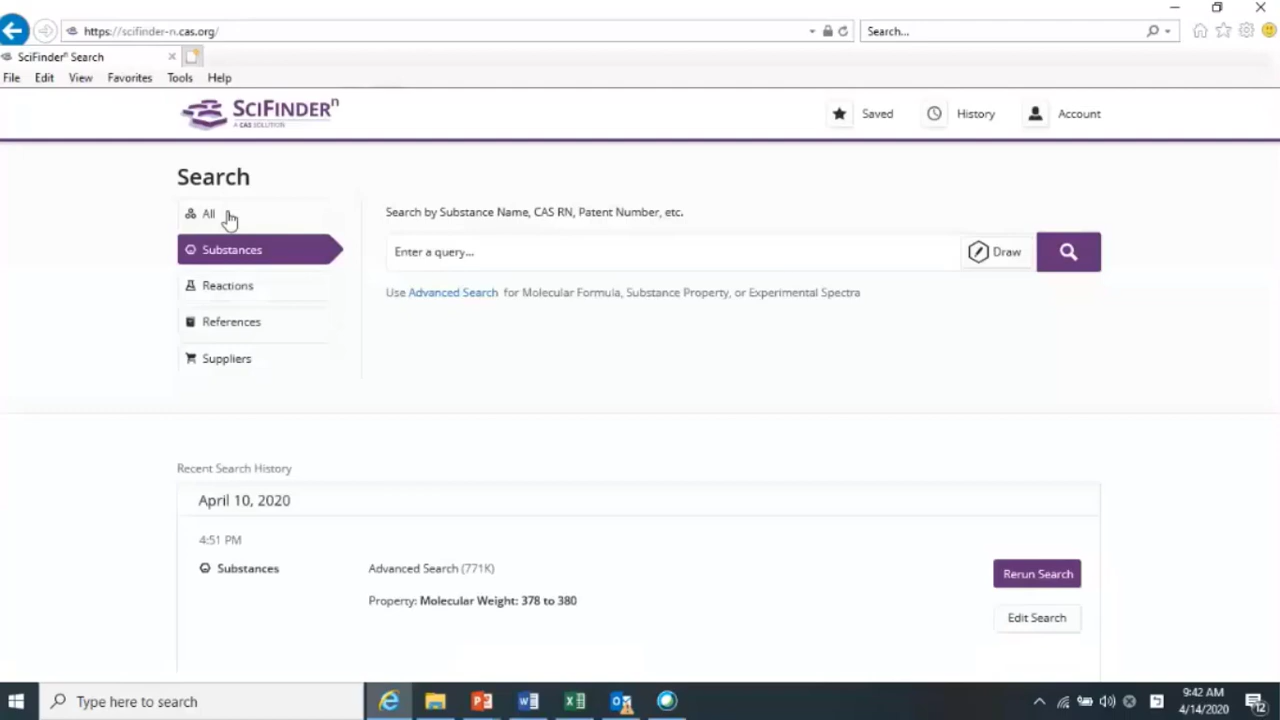 https://scifinder-n.cas.org/
Search...
SciFinderⁿ Search
File Edit View Favorites Tools Help
SCIFINDERⁿ
A CAS SOLUTION
Saved
History
Account
Search
All
Substances
Reactions
References
Suppliers
Search by Substance Name, CAS RN, Patent Number, etc.
Enter a query...
Draw
Use Advanced Search for Molecular Formula, Substance Property, or Experimental Spectra
Recent Search History
April 10, 2020
4:51 PM
Substances
Advanced Search (771K)
Rerun Search
Property: Molecular Weight: 378 to 380
Edit Search
Type here to search
9:42 AM
4/14/2020
12